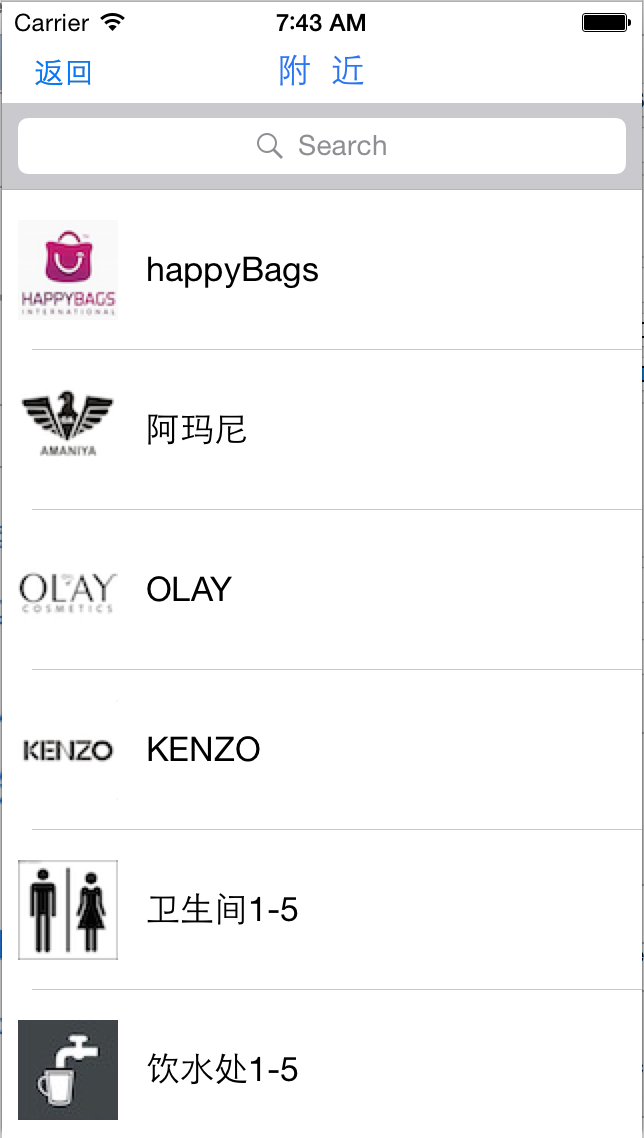 Carrier 7:43 AM
返回 附 近
Search
HAPPYBAGS
INTERNATIONAL
happyBags
AMANIYA
阿玛尼
OLAY
COSMETICS
OLAY
KENZO
KENZO
卫生间1-5
饮水处1-5